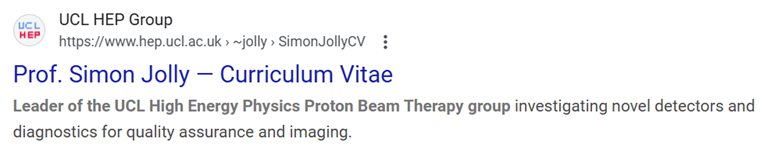 UCL
HEP
UCL HEP Group
https://www.hep.ucl.ac.uk › ~jolly › SimonJollyCV
Prof. Simon Jolly — Curriculum Vitae
Leader of the UCL High Energy Physics Proton Beam Therapy group investigating novel detectors and
diagnostics for quality assurance and imaging.